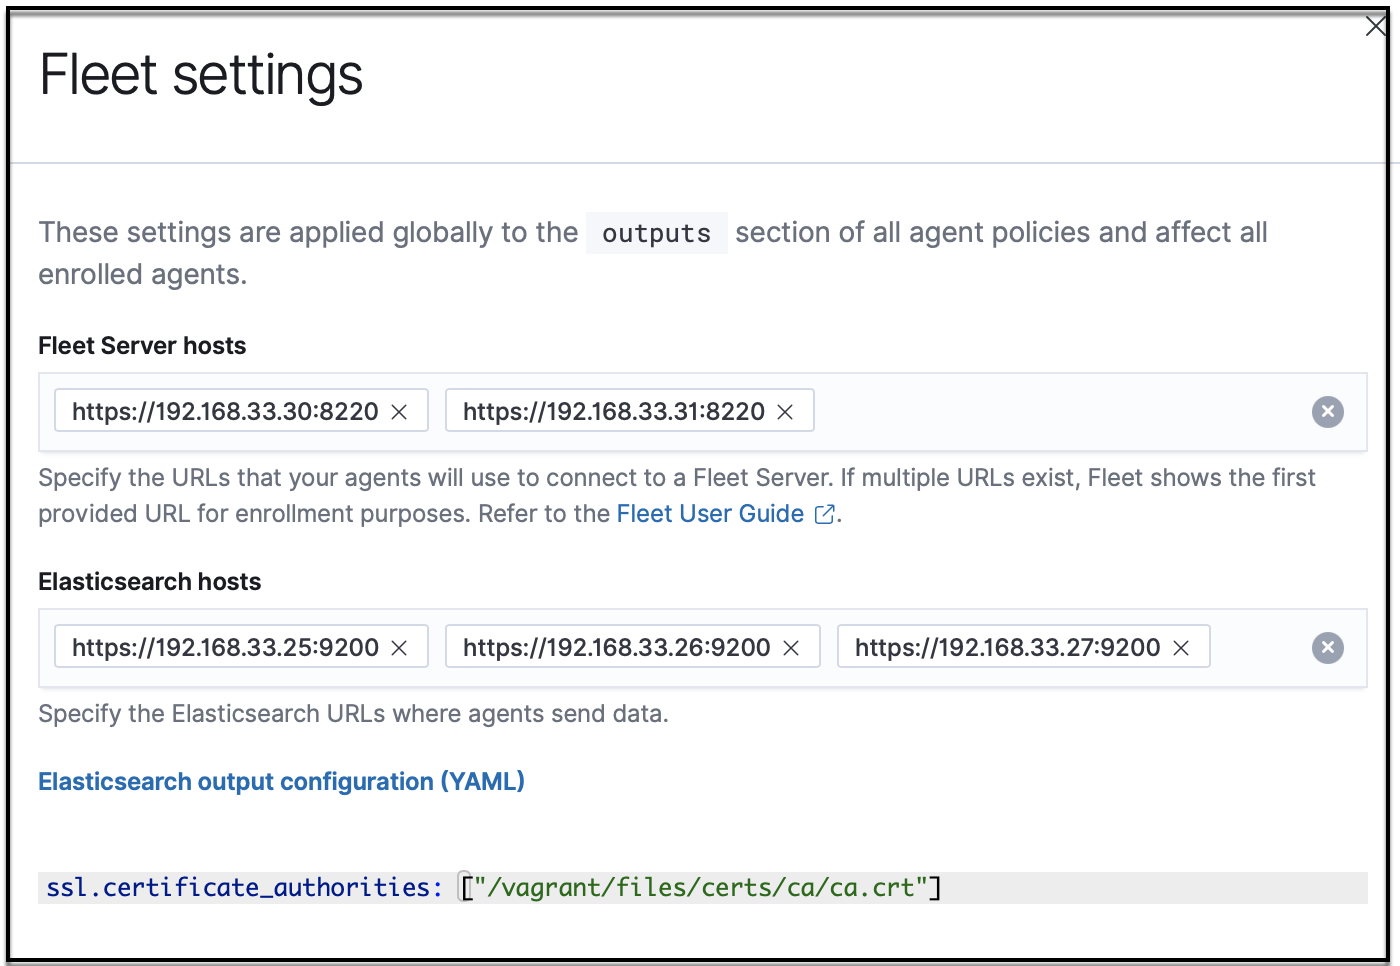 Fleet settings
These settings are applied globally to the outputs section of all agent policies and affect all
enrolled agents.
Fleet Server hosts
https://192.168.33.30:8220 https://192.168.33.31:8220
Specify the URLs that your agents will use to connect to a Fleet Server. If multiple URLs exist, Fleet shows the first
provided URL for enrollment purposes. Refer to the Fleet User Guide.
Elasticsearch hosts
https://192.168.33.25:9200 https://192.168.33.26:9200 https://192.168.33.27:9200
Specify the Elasticsearch URLs where agents send data.
Elasticsearch output configuration (YAML)
ssl.certificate_authorities: ["/vagrant/files/certs/ca/ca.crt"]